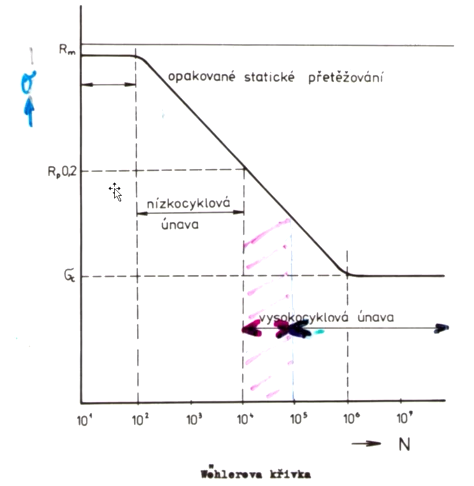 Rm
σ
opakované statické přetěžování
Rp0,2
nízkocyklová
únava
σc
vysokocyklová únava
10¹ 10² 10³ 10⁴ 10⁵ 10⁶ 10⁷
N
Wöhlerova křivka